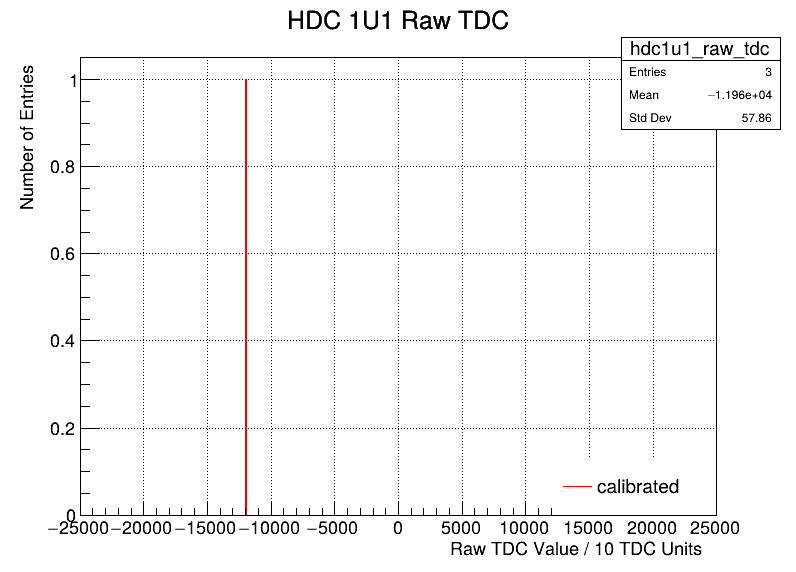 HDC 1U1 Raw TDC
hdc1u1_raw_tdc
Entries 3
Mean −1.196e+04
Std Dev 57.86
Number of Entries
1
0.8
0.6
0.4
0.2
0
calibrated
−25000 −20000 −15000 −10000 −5000 0 5000 10000 15000 20000 25000
Raw TDC Value / 10 TDC Units